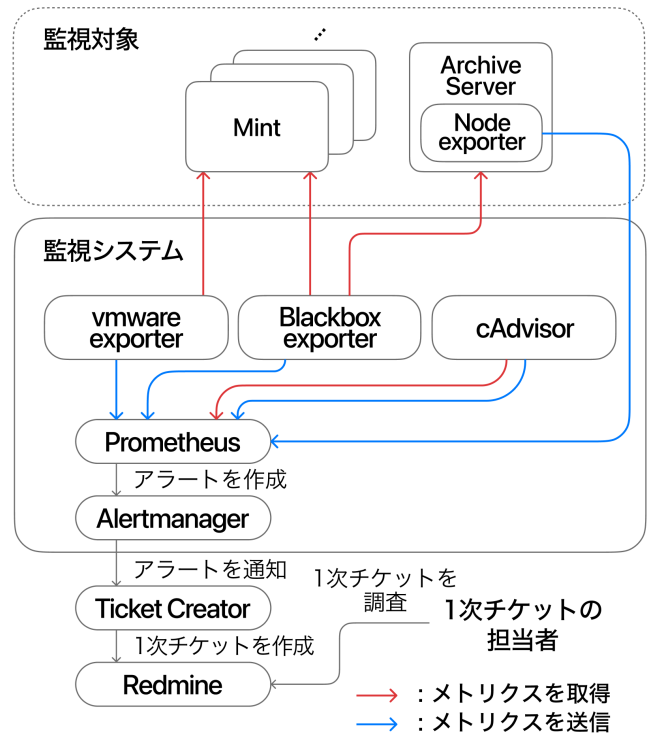 監視対象
Mint
Archive
Server
Node
exporter
監視システム
vmware
exporter
Blackbox
exporter
cAdvisor
Prometheus
アラートを作成
Alertmanager
アラートを通知
Ticket Creator
1次チケットを
調査
1次チケットの
担当者
1次チケットを作成
Redmine
：メトリクスを取得
：メトリクスを送信